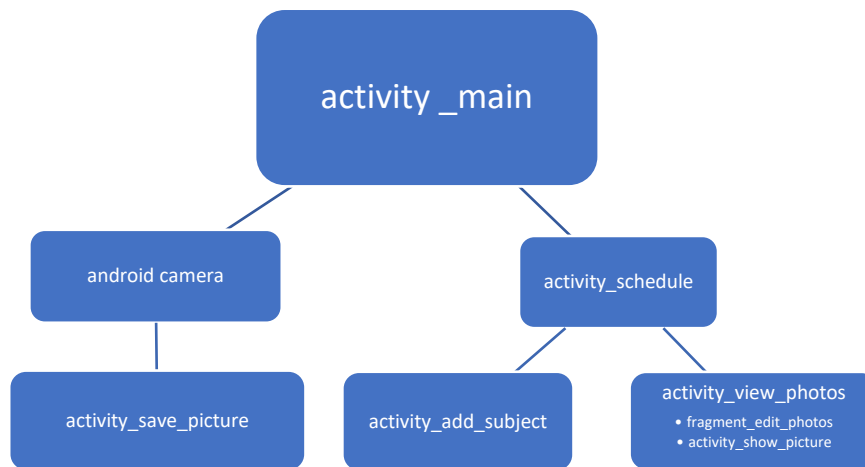 activity _main
android camera
activity_schedule
activity_save_picture
activity_add_subject
activity_view_photos
• fragment_edit_photos
• activity_show_picture